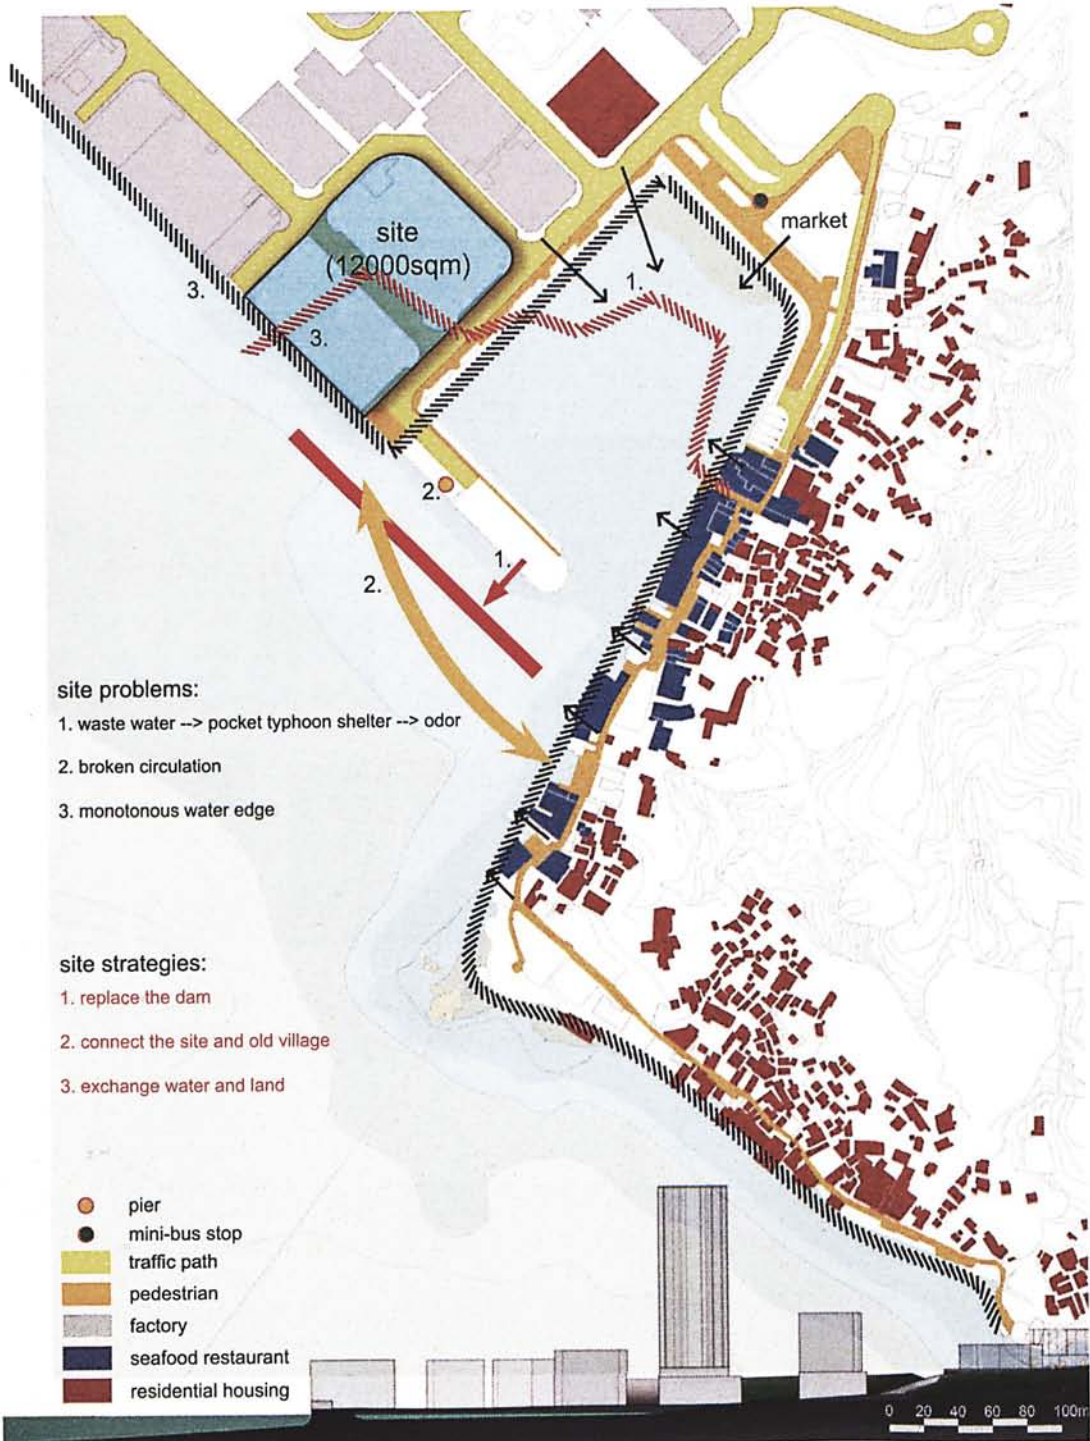 site
(12000sqm)
market
3.
1.
3.
2.
1.
2.
site problems:
1. waste water --> pocket typhoon shelter --> odor
2. broken circulation
3. monotonous water edge
site strategies:
1. replace the dam
2. connect the site and old village
3. exchange water and land
pier
mini-bus stop
traffic path
pedestrian
factory
seafood restaurant
residential housing
0 20 40 60 80 100m